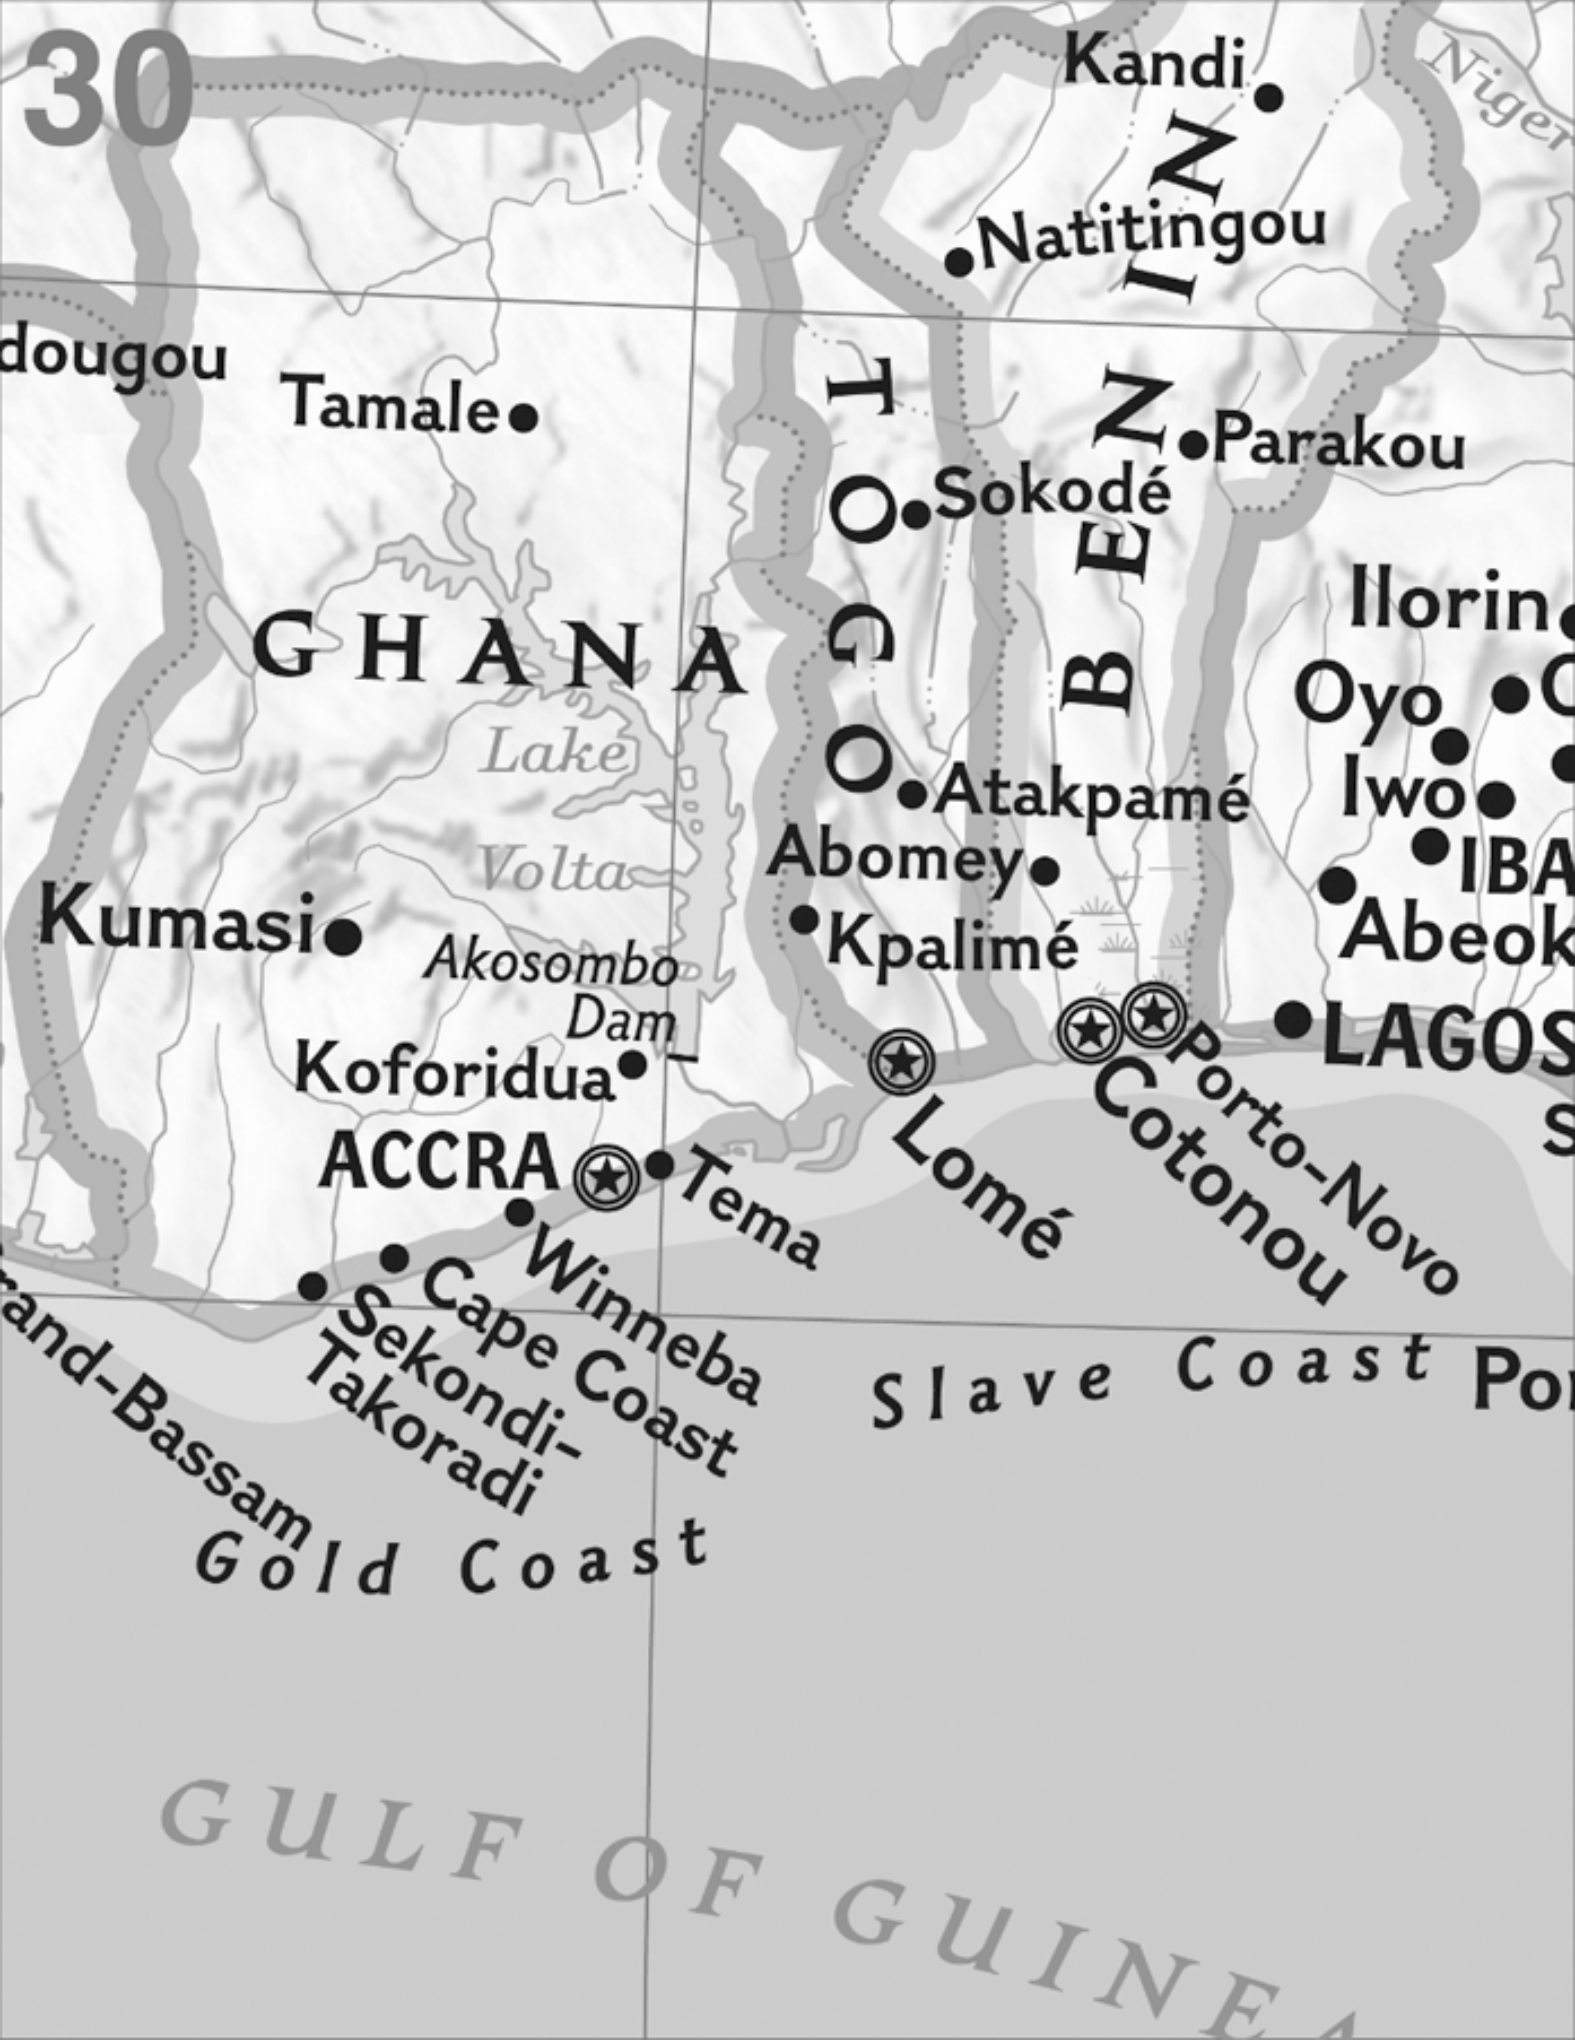 30
Kandi
Niger
BENIN
Natitingou
dougou
Tamale
TOGO
Parakou
Sokodé
Ilorin
GHANA
Oyo
O
Lake
Volta
Atakpamé
Iwo
Abomey
IBA
Abeok
Kumasi
Kpalimé
Akosombo
Dam
Koforidua
LAGOS
Porto-Novo
Cotonou
Lomé
S
ACCRA
Tema
Winneba
Cape Coast
Sekondi-
Takoradi
rand-Bassam
Slave Coast
Por
Gold Coast
GULF OF GUINEA